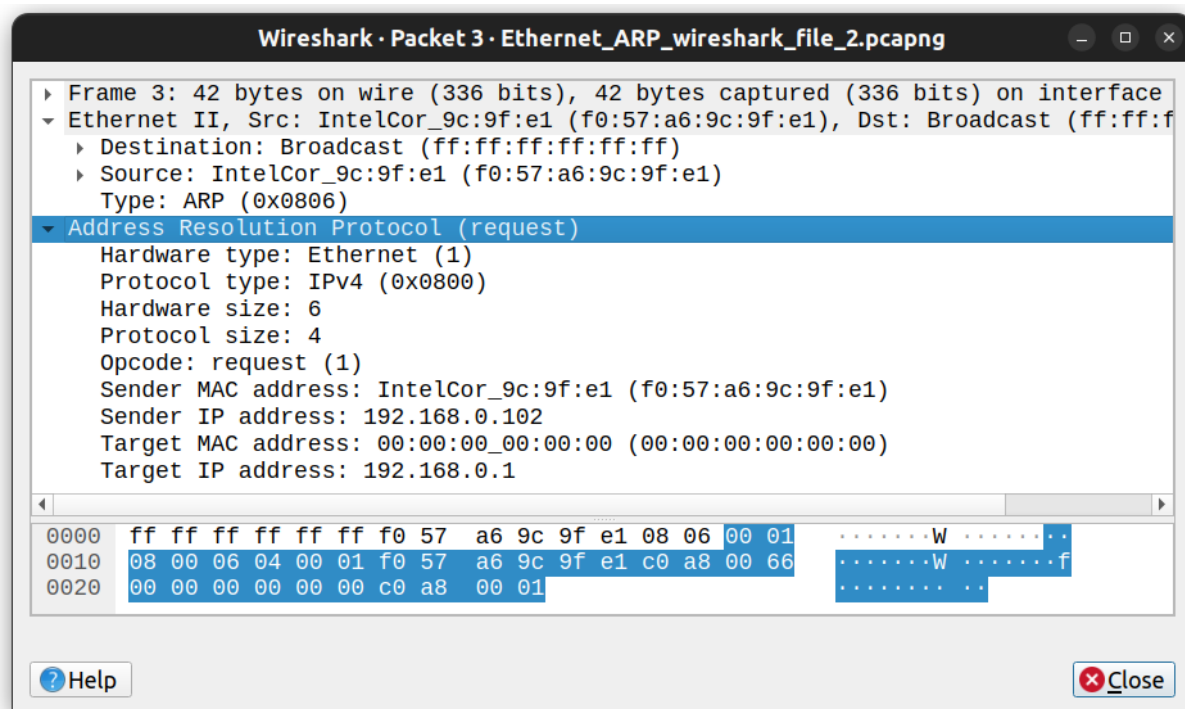 Wireshark · Packet 3 · Ethernet_ARP_wireshark_file_2.pcapng
Frame 3: 42 bytes on wire (336 bits), 42 bytes captured (336 bits) on interface
Ethernet II, Src: IntelCor_9c:9f:e1 (f0:57:a6:9c:9f:e1), Dst: Broadcast (ff:ff:f
Destination: Broadcast (ff:ff:ff:ff:ff:ff)
Source: IntelCor_9c:9f:e1 (f0:57:a6:9c:9f:e1)
Type: ARP (0x0806)
Address Resolution Protocol (request)
Hardware type: Ethernet (1)
Protocol type: IPv4 (0x0800)
Hardware size: 6
Protocol size: 4
Opcode: request (1)
Sender MAC address: IntelCor_9c:9f:e1 (f0:57:a6:9c:9f:e1)
Sender IP address: 192.168.0.102
Target MAC address: 00:00:00_00:00:00 (00:00:00:00:00:00)
Target IP address: 192.168.0.1
0000 ff ff ff ff ff ff f0 57 a6 9c 9f e1 08 06 00 01 ·······W ········
0010 08 00 06 04 00 01 f0 57 a6 9c 9f e1 c0 a8 00 66 ·······W ·······f
0020 00 00 00 00 00 00 c0 a8 00 01 ········ ··
Help
Close